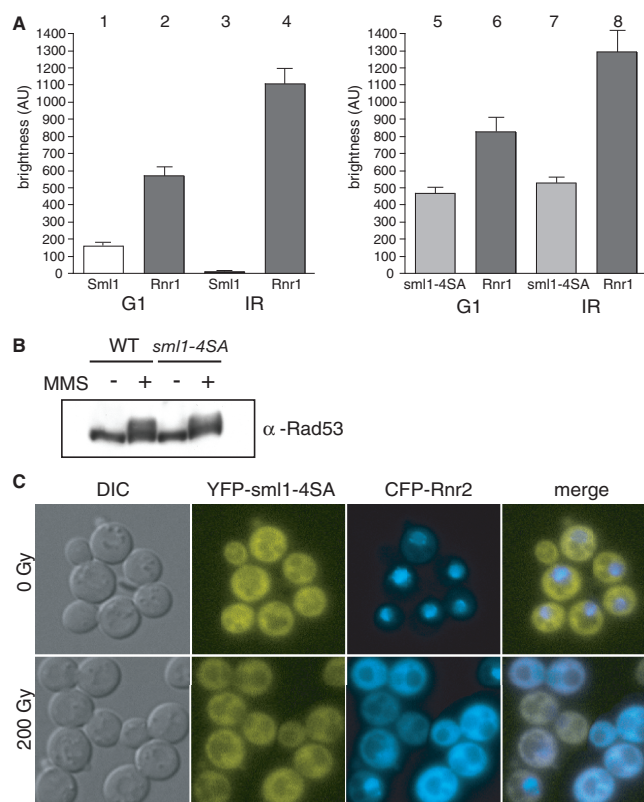 A
1 2 3 4
brightness (AU)
1400
1300
1200
1100
1000
900
800
700
600
500
400
300
200
100
0
Sml1 Rnr1 Sml1 Rnr1
G1 IR
5 6 7 8
brightness (AU)
1400
1300
1200
1100
1000
900
800
700
600
500
400
300
200
100
0
sml1-4SA Rnr1 sml1-4SA Rnr1
G1 IR
B
WT sml1-4SA
MMS - + - +
α-Rad53
C
DIC YFP-sml1-4SA CFP-Rnr2 merge
0 Gy
200 Gy